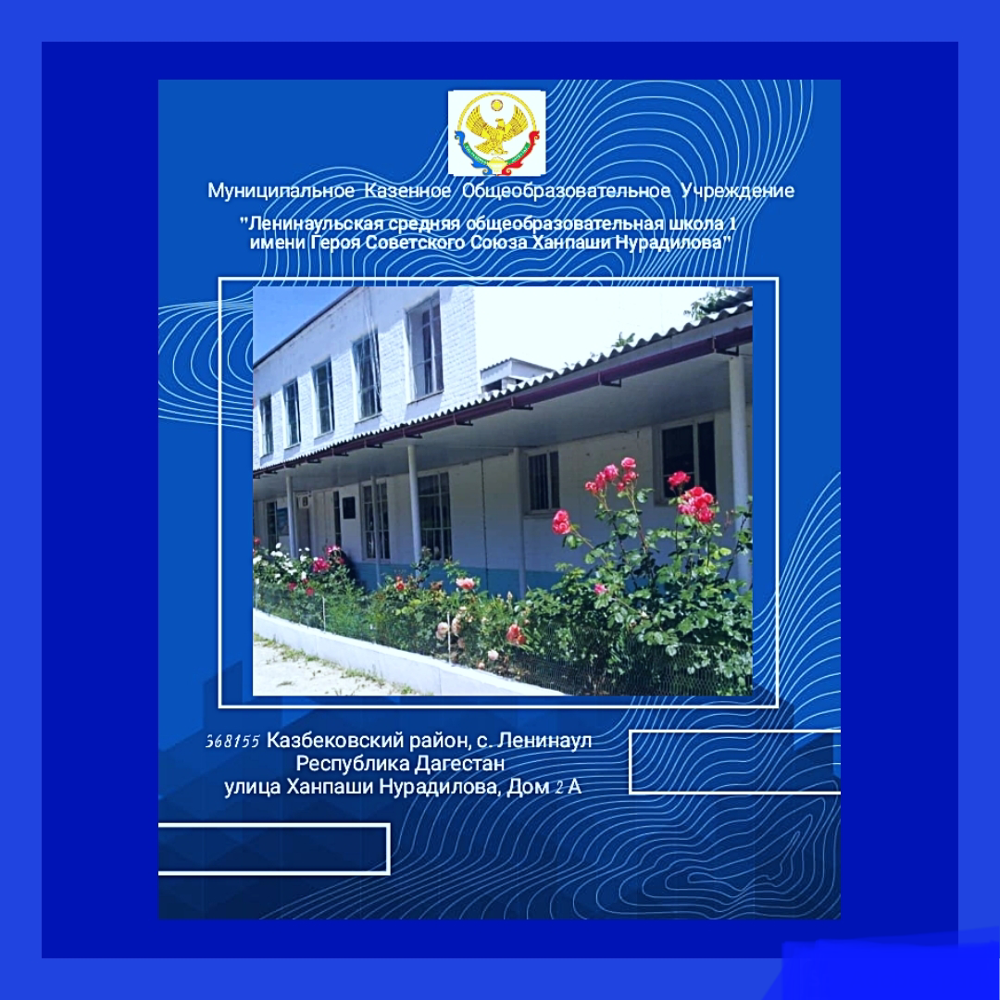 Муниципальное Казенное Общеобразовательное Учреждение
"Ленинаульская средняя общеобразовательная школа 1
имени Героя Советского Союза Ханпаши Нурадилова"
368155 Казбековский район, с. Ленинаул
Республика Дагестан
улица Ханпаши Нурадилова, Дом 2 А